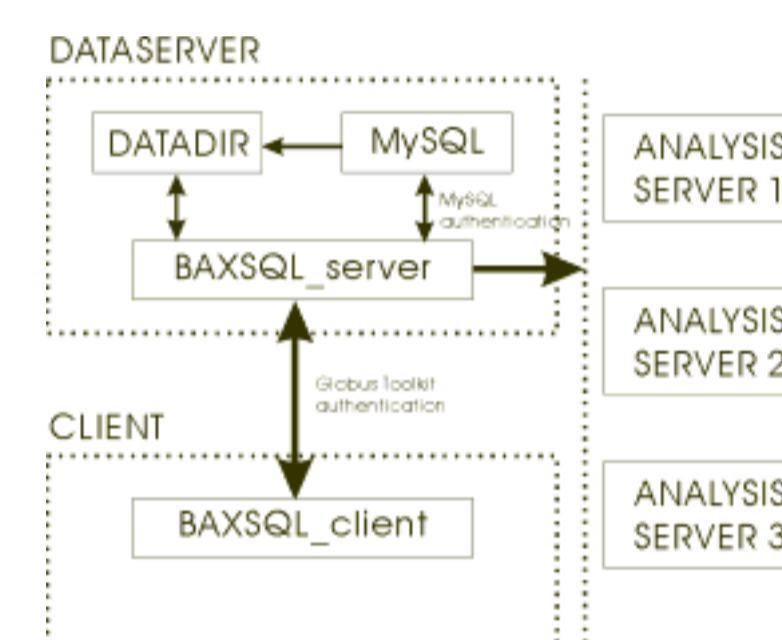 DATASERVER
DATADIR
MySQL
MySQL
authentication
BAXSQL_server
Globus Toolkit
authentication
CLIENT
BAXSQL_client
ANALYSIS
SERVER 1
ANALYSIS
SERVER 2
ANALYSIS
SERVER 3